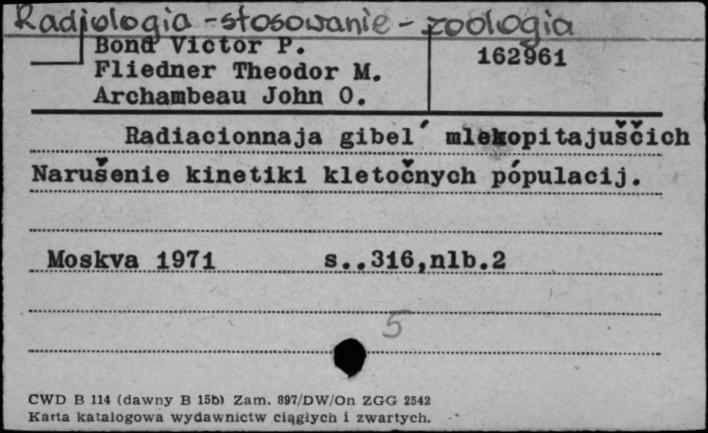 Radiologia - stosowanie - zoologia
Bond Victor P.
162961
Fliedner Theodor M.
Archambeau John O.
Radiacionnaja gibel´ mlekopitajuščich
Narušenie kinetiki kletočnych pópulacij.
Moskva 1971 s..316,nlb.2
5
CWD B 114 (dawny B 15b) Zam. 897/DW/On ZGG 2542
Karta katalogowa wydawnictw ciągłych i zwartych.